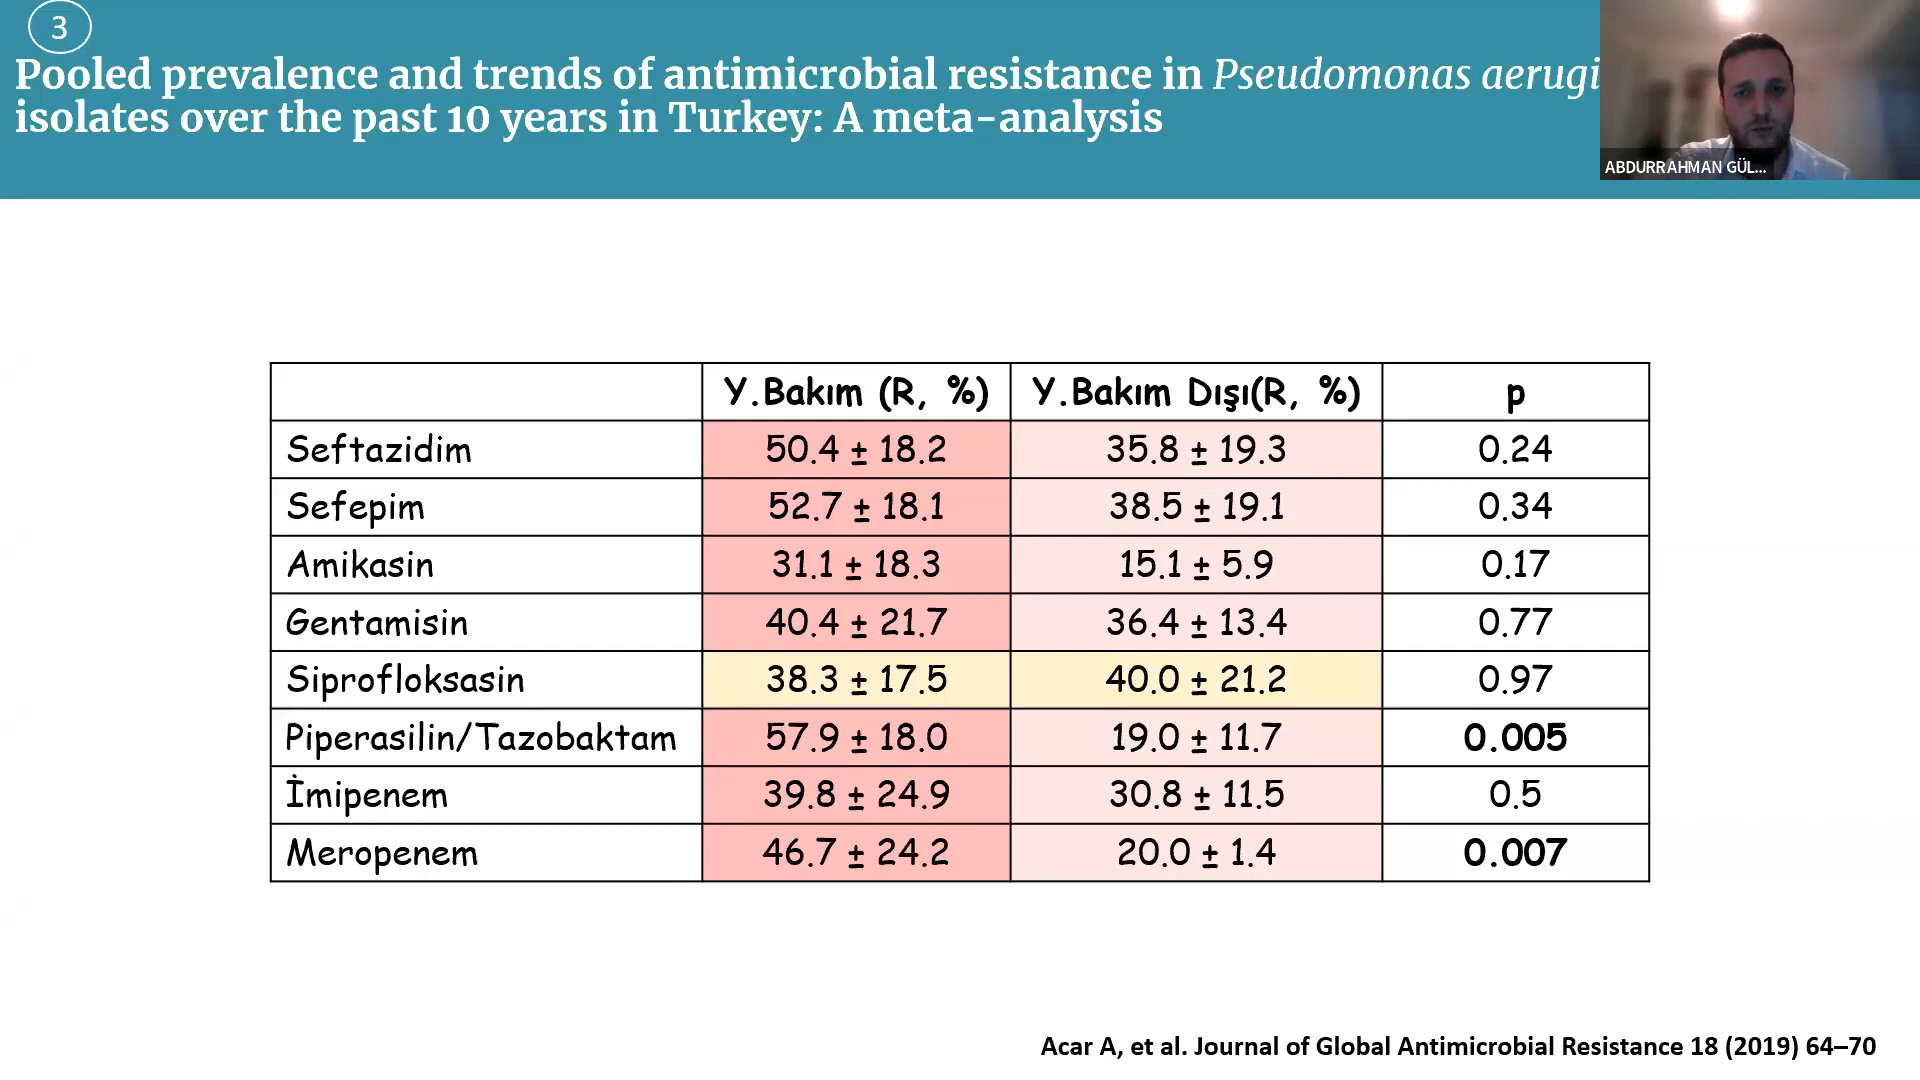 3
Pooled prevalence and trends of antimicrobial resistance in Pseudomonas aerugi
isolates over the past 10 years in Turkey: A meta-analysis
ABDURRAHMAN GÜL...
Y.Bakım (R, %) Y.Bakım Dışı(R, %) p
Seftazidim 50.4 ± 18.2 35.8 ± 19.3 0.24
Sefepim 52.7 ± 18.1 38.5 ± 19.1 0.34
Amikasin 31.1 ± 18.3 15.1 ± 5.9 0.17
Gentamisin 40.4 ± 21.7 36.4 ± 13.4 0.77
Siprofloksasin 38.3 ± 17.5 40.0 ± 21.2 0.97
Piperasilin/Tazobaktam 57.9 ± 18.0 19.0 ± 11.7 0.005
İmipenem 39.8 ± 24.9 30.8 ± 11.5 0.5
Meropenem 46.7 ± 24.2 20.0 ± 1.4 0.007
Acar A, et al. Journal of Global Antimicrobial Resistance 18 (2019) 64–70